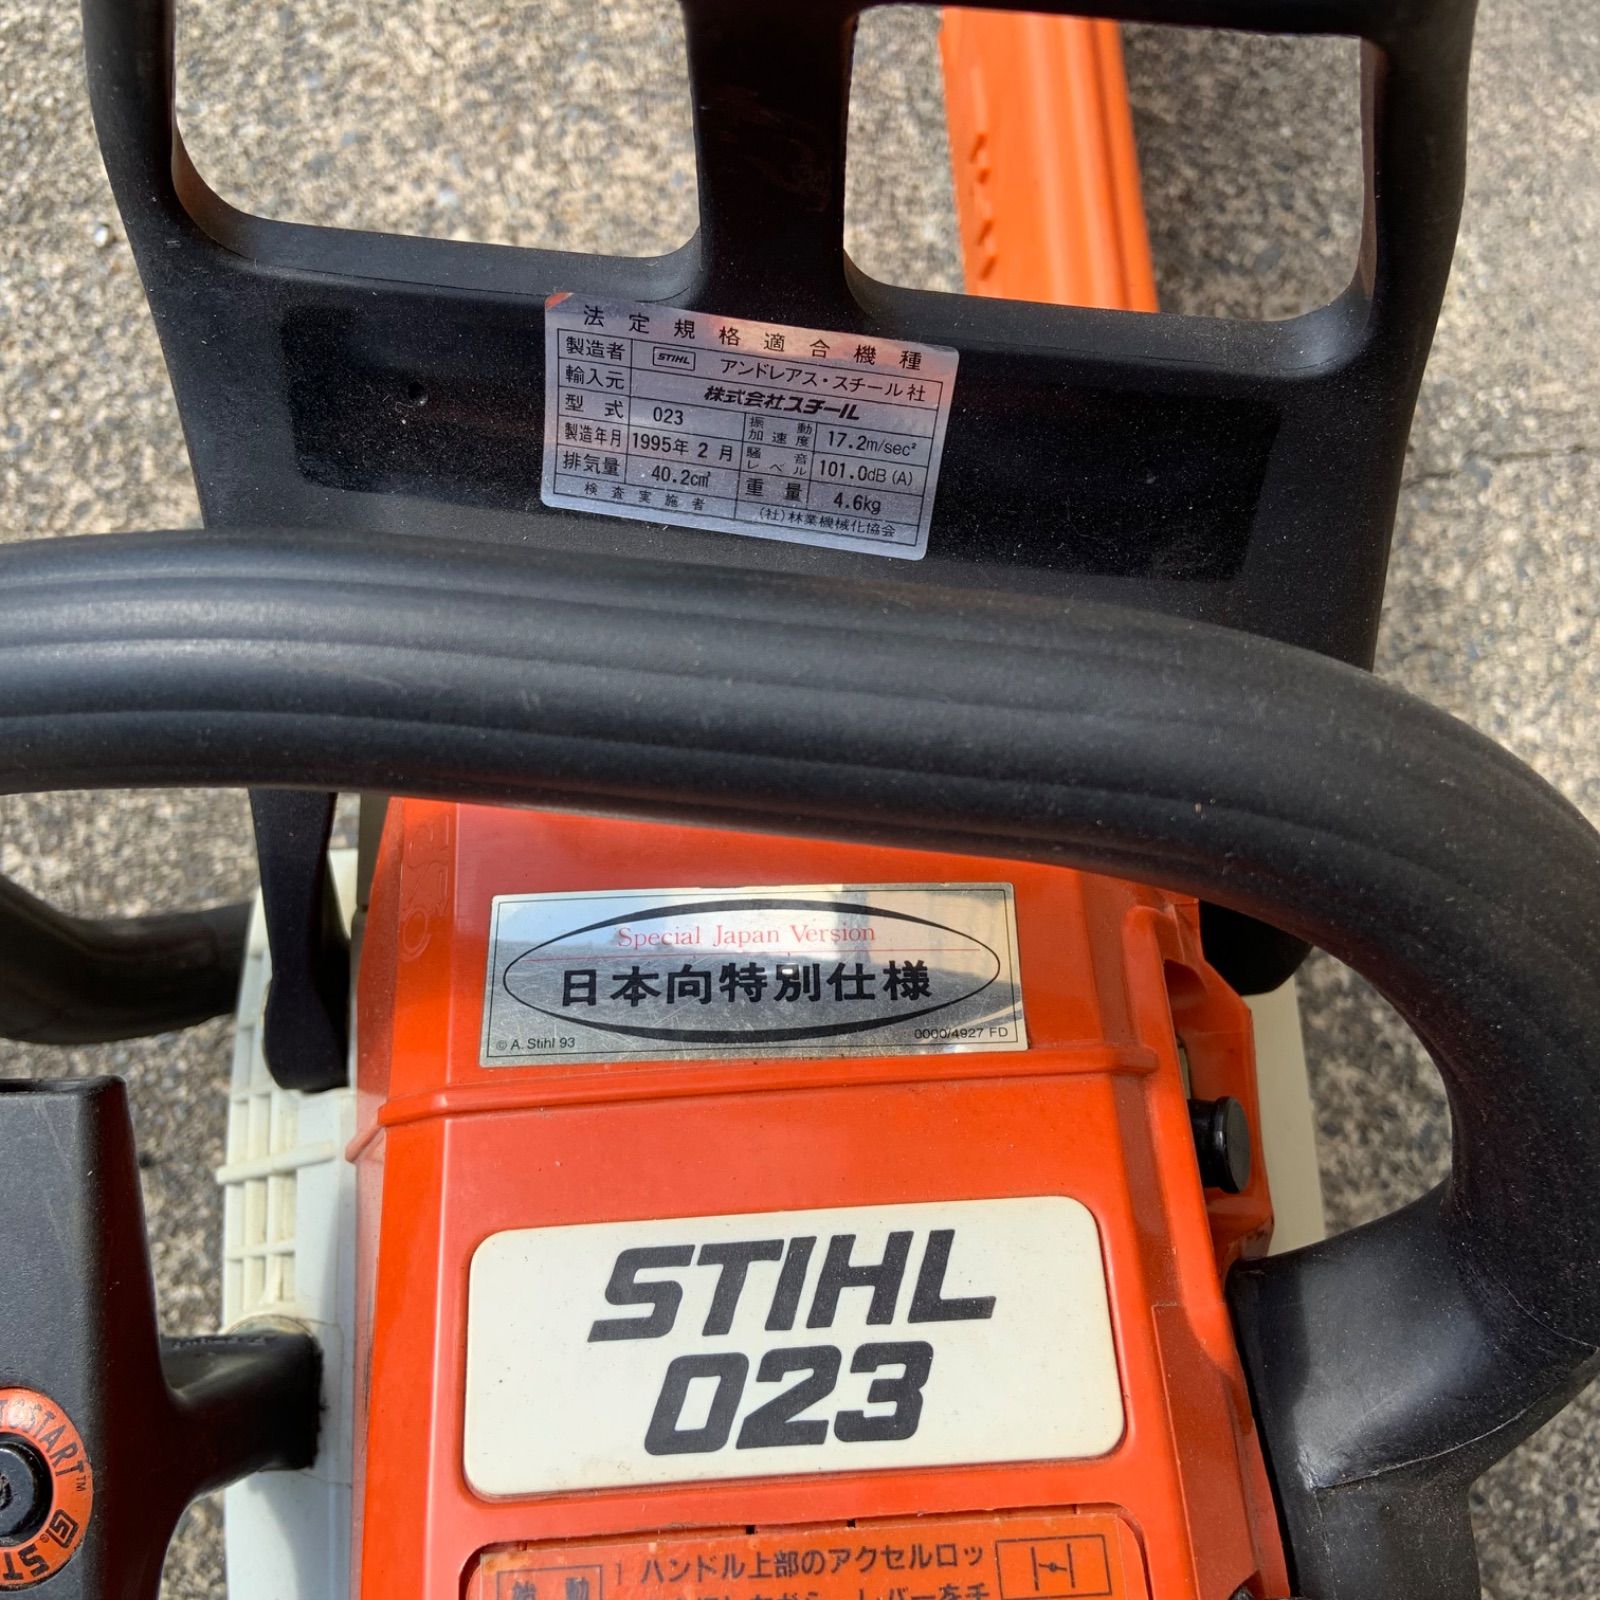 法定規格適合機種
製造者 STIHL アンドレアス・スチール社
輸入元 株式会社スチール
型式 023 振動加速度 17.2m/sec²
製造年月 1995年 2月 騒音レベル 101.0dB(A)
排気量 40.2cm³ 重量 4.6kg
検査実施者 (社)林業機械化協会
Special Japan Version
日本向特別仕様
© A. Stihl 93 0000/4927 FD
STIHL
023
START™
ST
始動 1 ハンドル上部のアクセルロッ